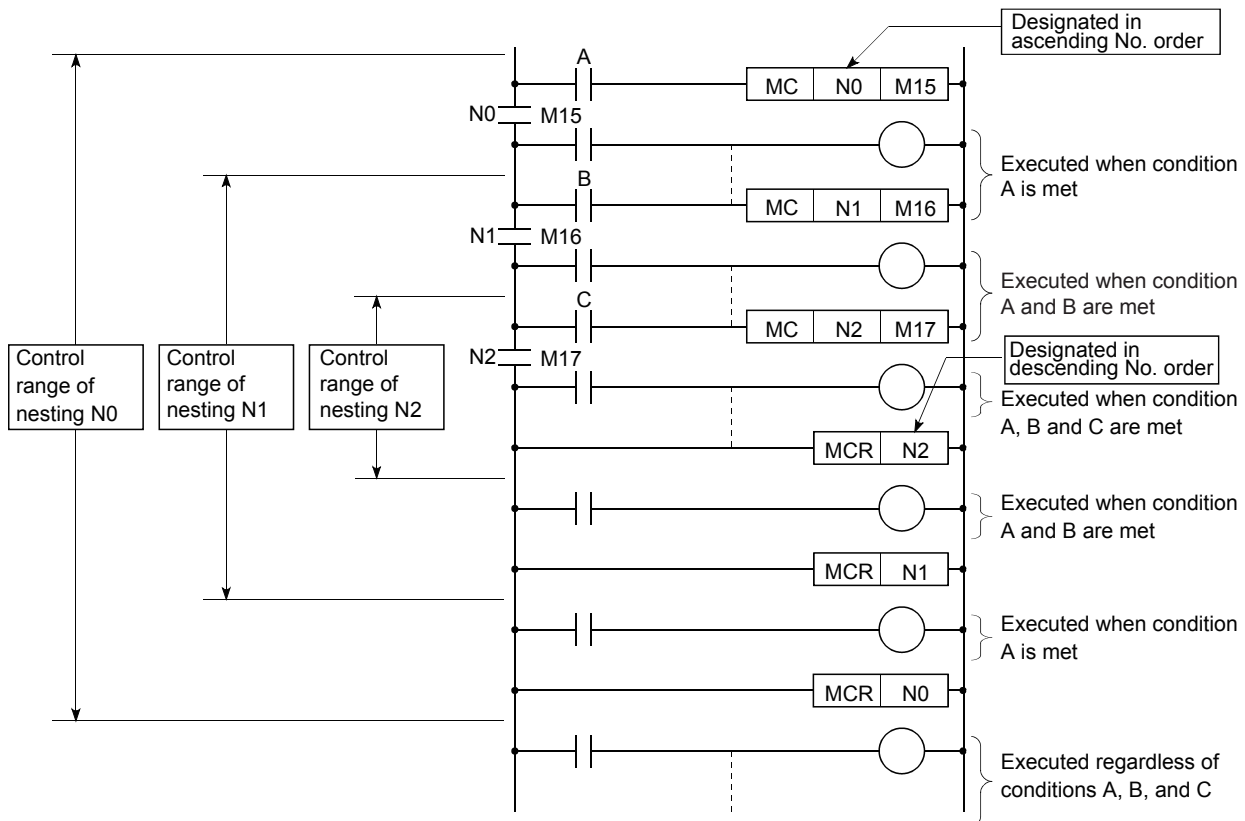 Designated in
ascending No. order
A
MC N0 M15
N0 M15
Executed when condition
A is met
B
MC N1 M16
N1 M16
Executed when condition
A and B are met
C
MC N2 M17
Control
range of
nesting N0
Control
range of
nesting N1
Control
range of
nesting N2
N2 M17
Designated in
descending No. order
Executed when condition
A, B and C are met
MCR N2
Executed when condition
A and B are met
MCR N1
Executed when condition
A is met
MCR N0
Executed regardless of
conditions A, B, and C